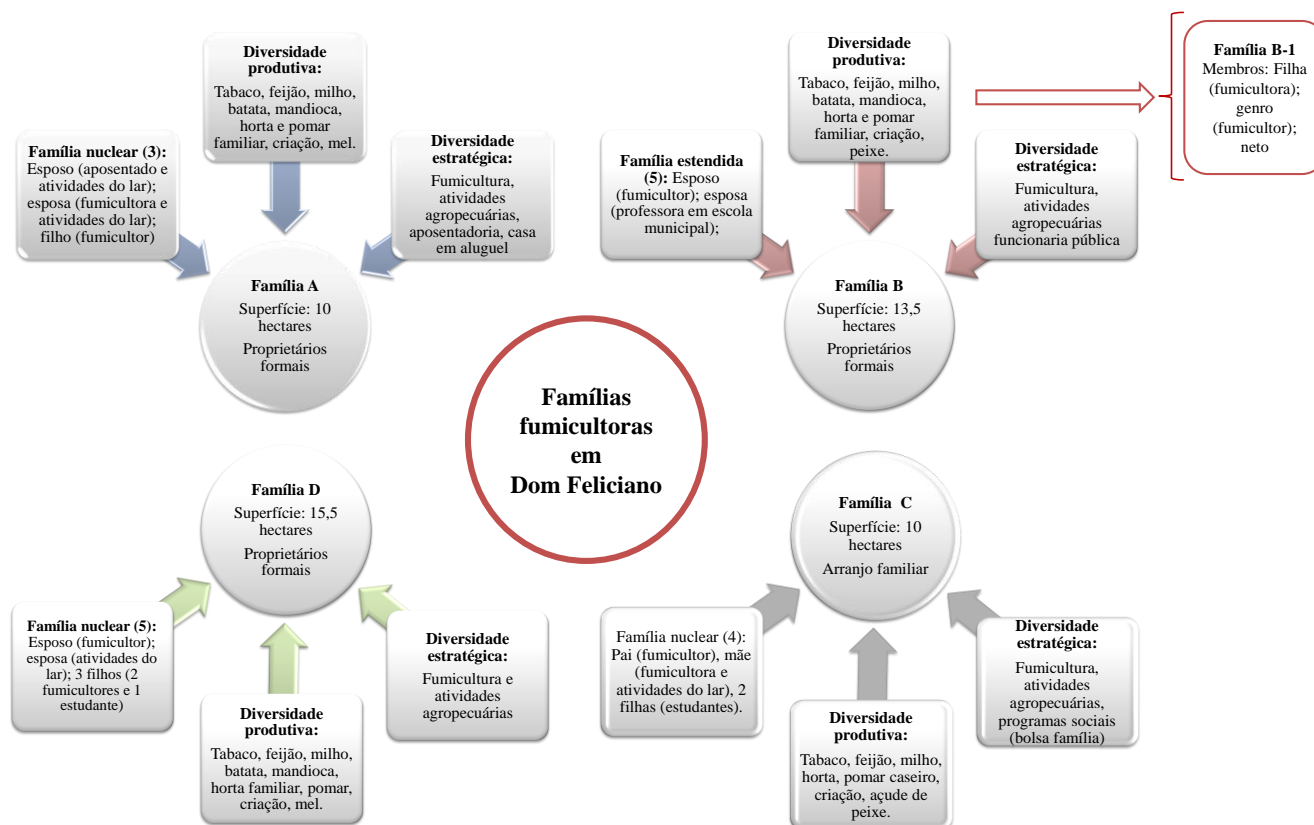 Diversidade
produtiva:
Tabaco, feijão, milho,
batata, mandioca,
horta e pomar
familiar, criação, mel.
Família nuclear (3):
Esposo (aposentado e
atividades do lar);
esposa (fumicultora e
atividades do lar);
filho (fumicultor)
Diversidade
estratégica:
Fumicultura,
atividades
agropecuárias,
aposentadoria, casa
em aluguel
Família A
Superfície: 10
hectares
Proprietários
formais
Diversidade
produtiva:
Tabaco, feijão, milho,
batata, mandioca,
horta e pomar
familiar, criação,
peixe.
Família B-1
Membros: Filha
(fumicultora);
genro
(fumicultor);
neto
Família estendida
(5): Esposo
(fumicultor); esposa
(professora em escola
municipal);
Diversidade
estratégica:
Fumicultura,
atividades
agropecuárias
funcionaria pública
Família B
Superfície: 13,5
hectares
Proprietários
formais
Famílias
fumicultoras
em
Dom Feliciano
Família D
Superfície: 15,5
hectares
Proprietários
formais
Família nuclear (5):
Esposo (fumicultor);
esposa (atividades do
lar); 3 filhos (2
fumicultores e 1
estudante)
Diversidade
produtiva:
Tabaco, feijão, milho,
batata, mandioca,
horta familiar, pomar,
criação, mel.
Diversidade
estratégica:
Fumicultura e
atividades
agropecuárias
Família C
Superfície: 10
hectares
Arranjo familiar
Família nuclear (4):
Pai (fumicultor), mãe
(fumicultora e
atividades do lar), 2
filhas (estudantes).
Diversidade
produtiva:
Tabaco, feijão, milho,
horta, pomar caseiro,
criação, açude de
peixe.
Diversidade
estratégica:
Fumicultura,
atividades
agropecuárias,
programas sociais
(bolsa família)